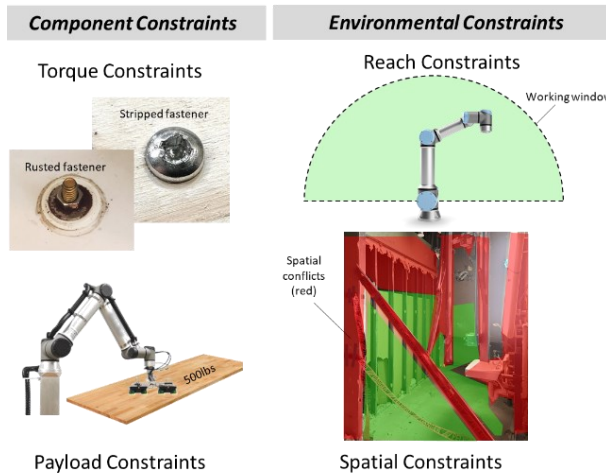 Component Constraints
Torque Constraints
Stripped fastener
Rusted fastener
500lbs
Payload Constraints
Environmental Constraints
Reach Constraints
Working window
Spatial
conflicts
(red)
Spatial Constraints